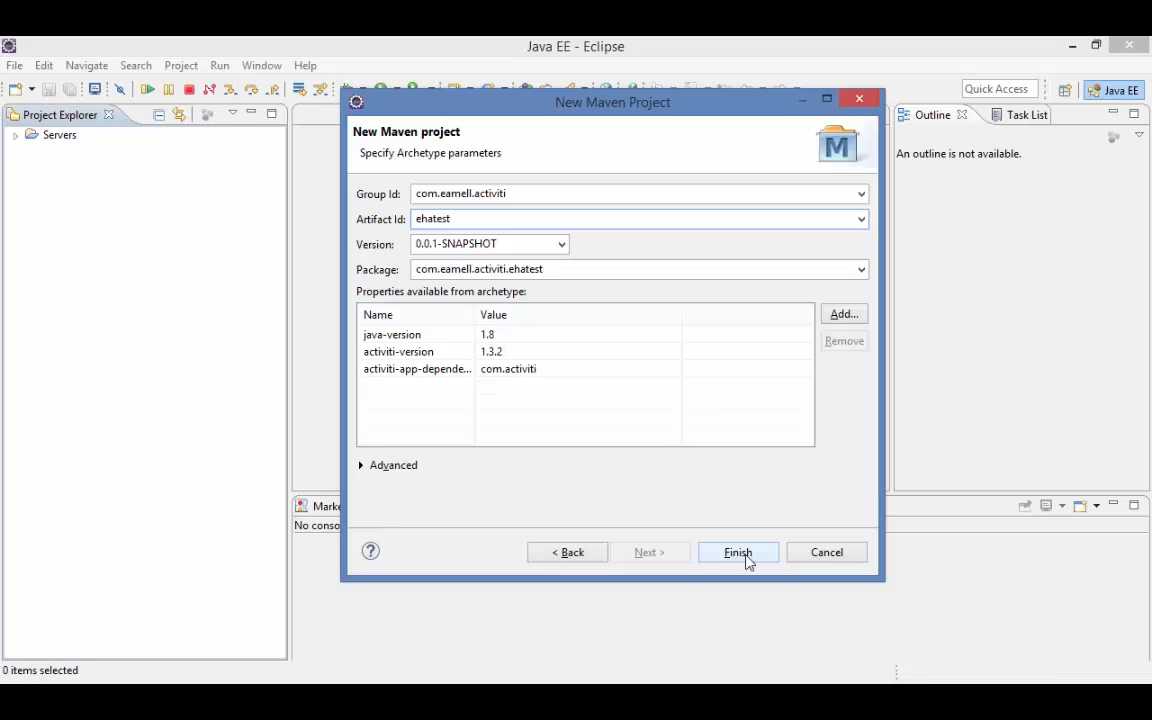 Java EE - Eclipse
File Edit Navigate Search Project Run Window Help
Quick Access
Java EE
Project Explorer
Servers
New Maven Project
New Maven project
Specify Archetype parameters
M
Group Id: com.eamell.activiti
Artifact Id: ehatest
Version: 0.0.1-SNAPSHOT
Package: com.eamell.activiti.ehatest
Properties available from archetype:
Name Value
java-version 1.8
activiti-version 1.3.2
activiti-app-depende... com.activiti
Add...
Remove
Advanced
? < Back Next > Finish Cancel
Outline Task List
An outline is not available.
Marke
No conso
0 items selected